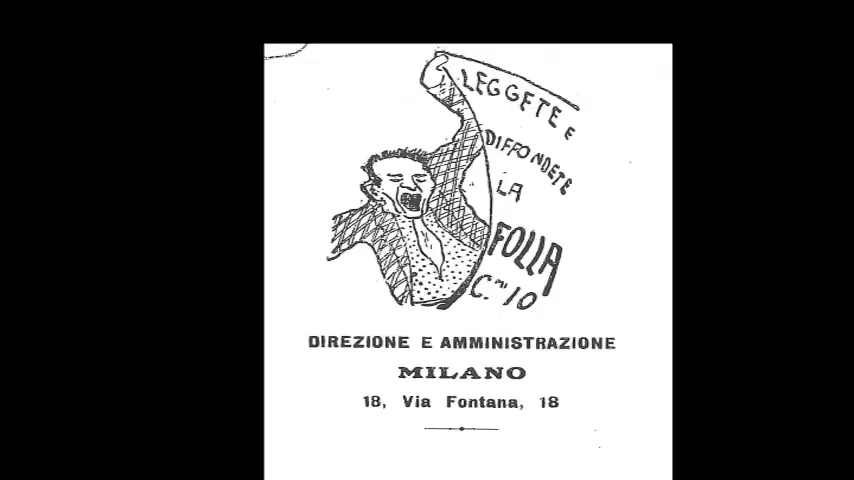 LEGGETE E
DIFFONDETE
LA
FOLLA
C.mi 10
DIREZIONE E AMMINISTRAZIONE
MILANO
18, Via Fontana, 18